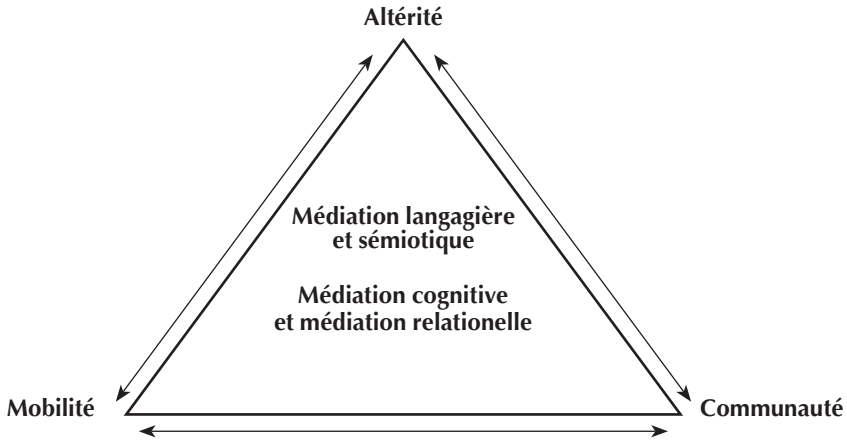 Altérité
Médiation langagière
et sémiotique
Médiation cognitive
et médiation relationelle
Mobilité
Communauté